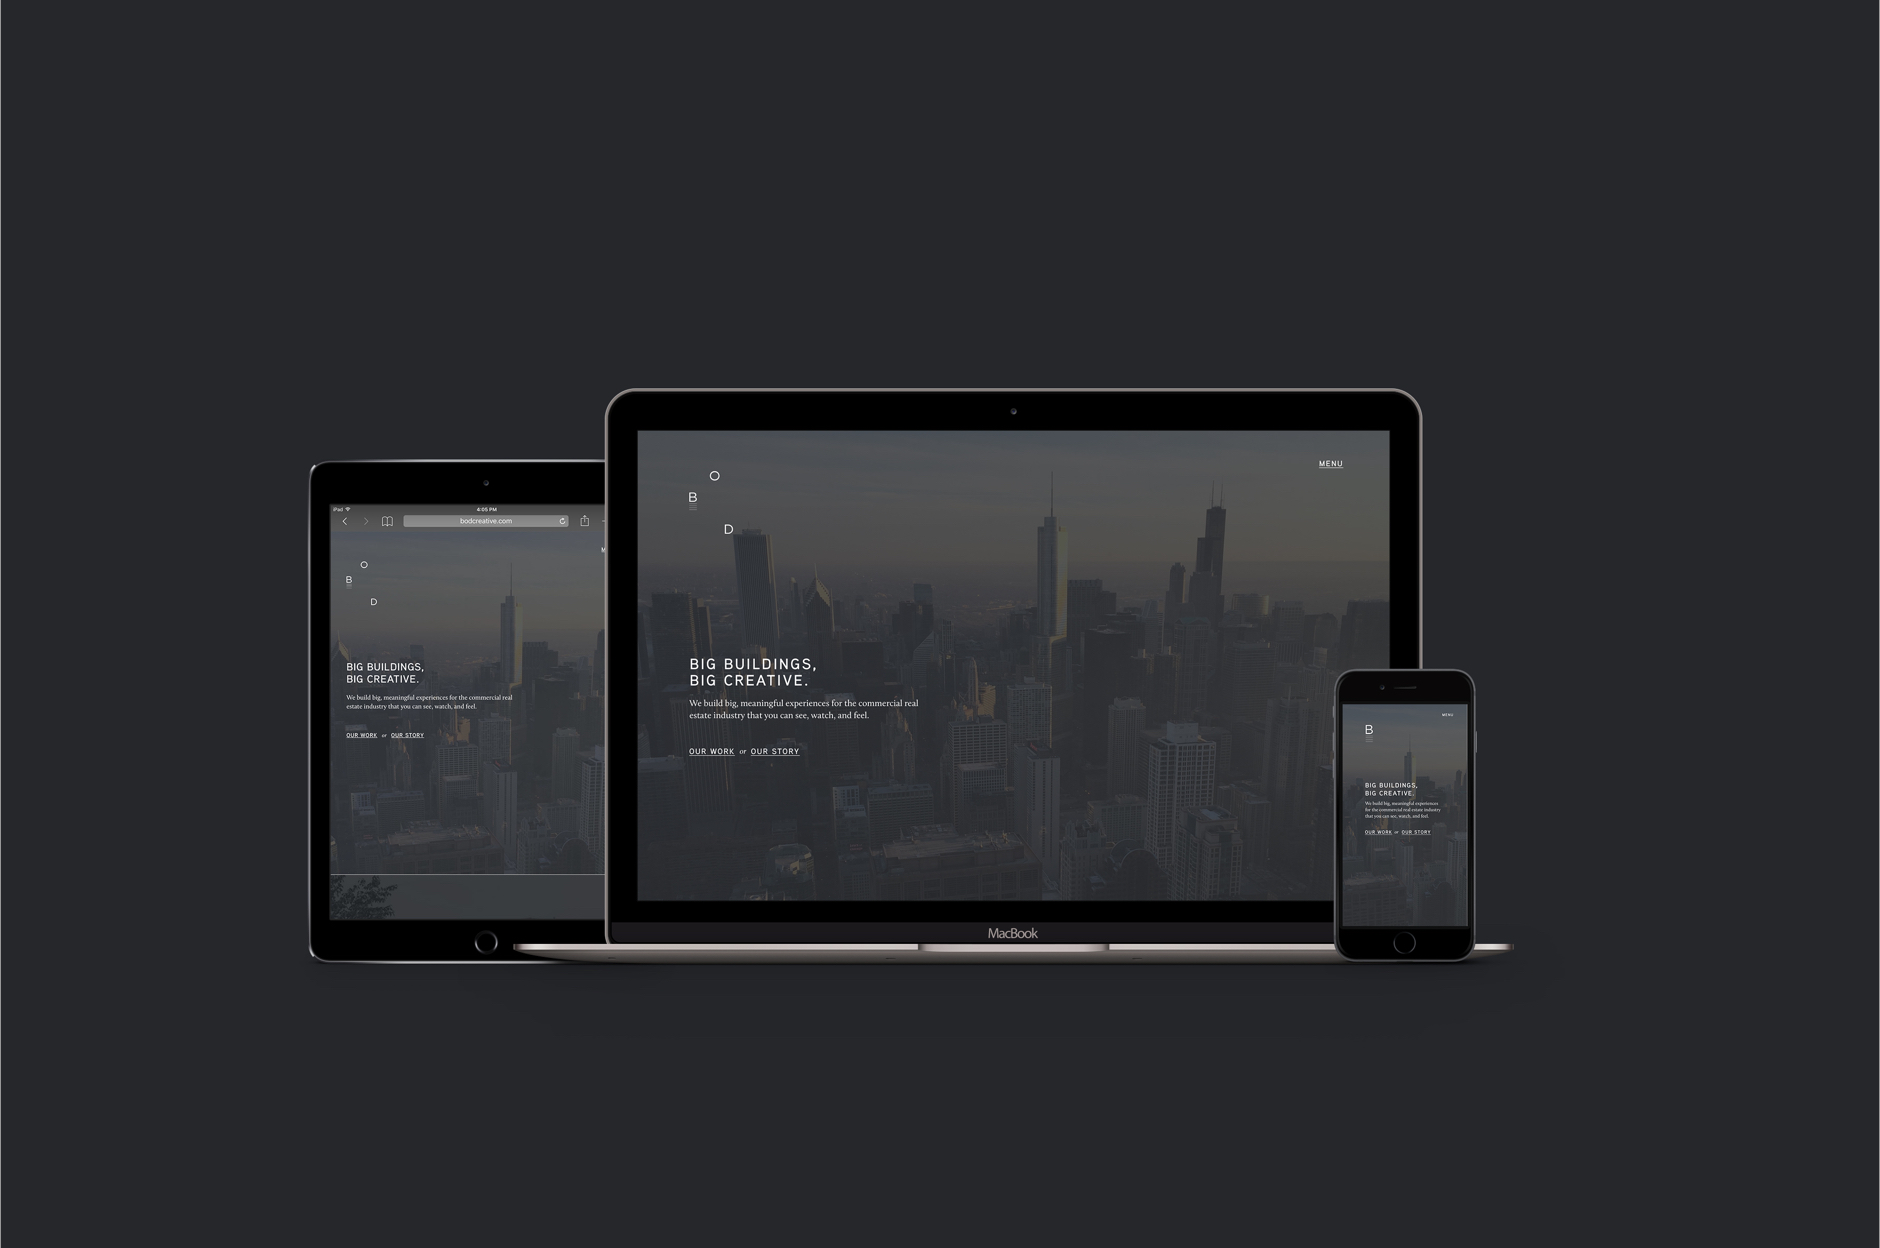 iPad
4:05 PM
bodcreative.com
O
B
D
BIG BUILDINGS,
BIG CREATIVE.
We build big, meaningful experiences for the commercial real
estate industry that you can see, watch, and feel.
OUR WORK or OUR STORY
MENU
O
B
D
BIG BUILDINGS,
BIG CREATIVE.
We build big, meaningful experiences for the commercial real
estate industry that you can see, watch, and feel.
OUR WORK or OUR STORY
MacBook
MENU
B
BIG BUILDINGS,
BIG CREATIVE.
We build big, meaningful experiences
for the commercial real estate industry
that you can see, watch, and feel.
OUR WORK or OUR STORY